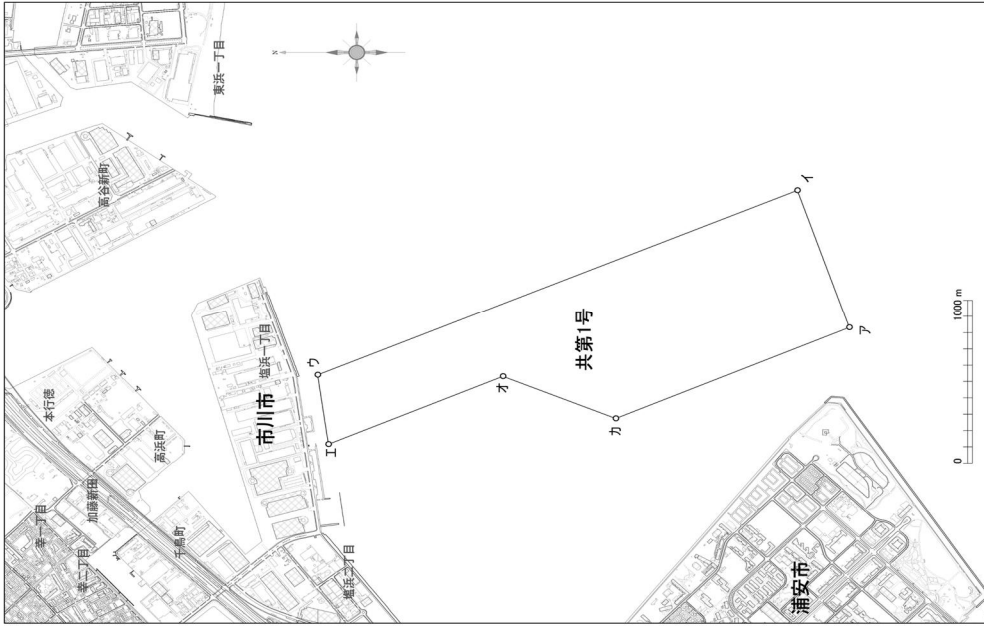 東浜一丁目
N
高谷新町
本行徳
高浜町
加藤新田
幸一丁目
幸二丁目
千鳥町
塩浜一丁目
市川市
塩浜二丁目
ウ
エ
オ
カ
共第1号
イ
ア
浦安市
0
1000 m